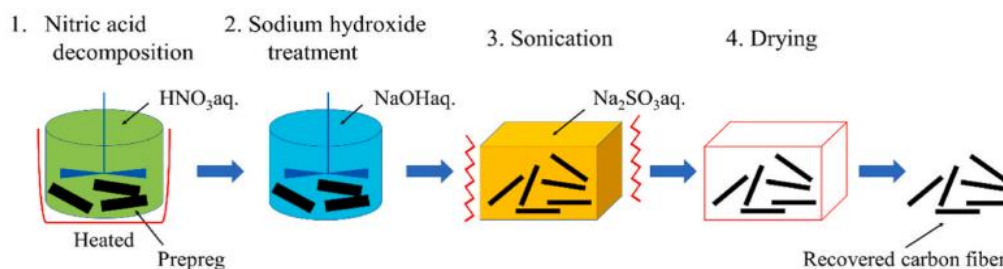 1. Nitric acid
decomposition
2. Sodium hydroxide
treatment
3. Sonication
4. Drying
HNO₃aq.
NaOHaq.
Na₂SO₃aq.
Heated
Prepreg
Recovered carbon fiber